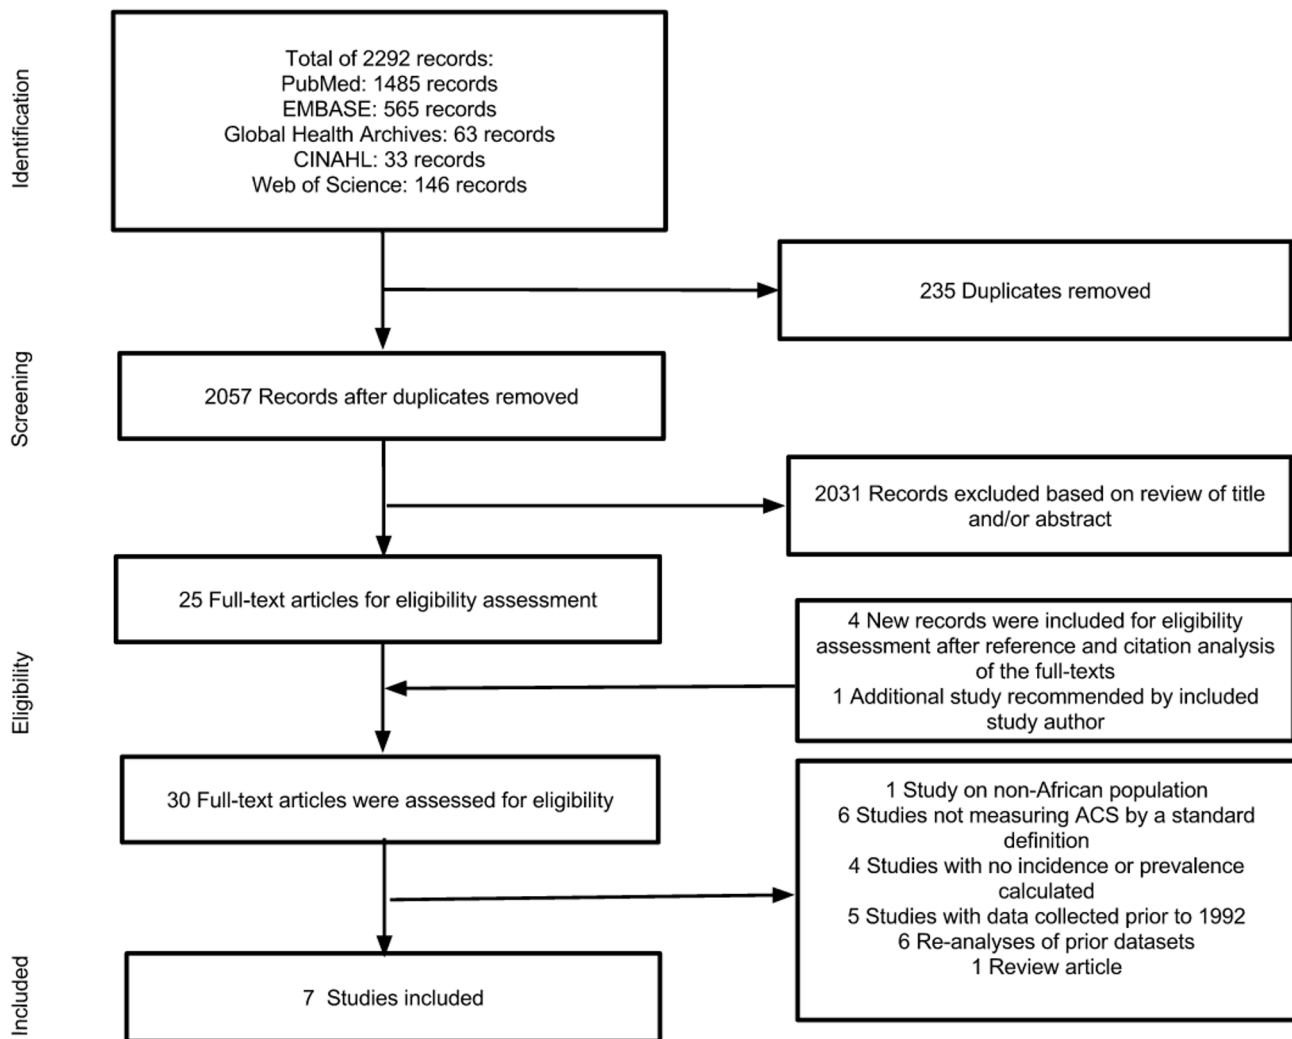 Identification
Total of 2292 records:
PubMed: 1485 records
EMBASE: 565 records
Global Health Archives: 63 records
CINAHL: 33 records
Web of Science: 146 records
235 Duplicates removed
Screening
2057 Records after duplicates removed
2031 Records excluded based on review of title
and/or abstract
Eligibility
25 Full-text articles for eligibility assessment
4 New records were included for eligibility
assessment after reference and citation analysis
of the full-texts
1 Additional study recommended by included
study author
30 Full-text articles were assessed for eligibility
1 Study on non-African population
6 Studies not measuring ACS by a standard
definition
4 Studies with no incidence or prevalence
calculated
5 Studies with data collected prior to 1992
6 Re-analyses of prior datasets
1 Review article
Included
7 Studies included